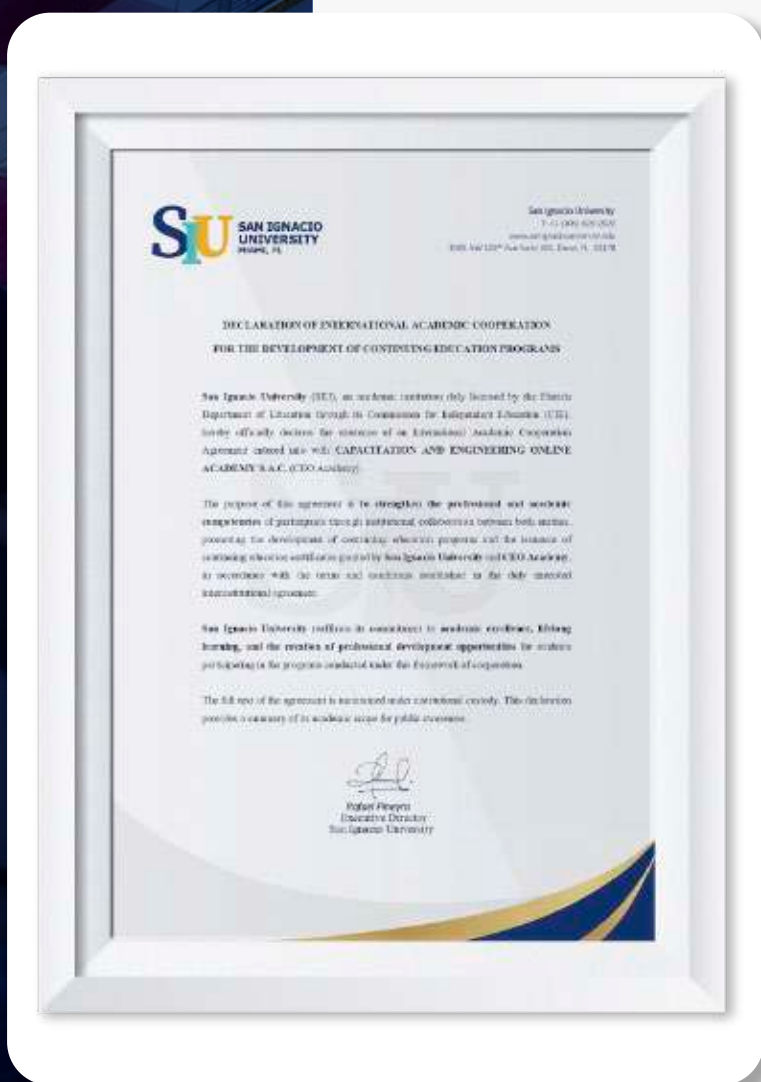 SIU
SAN IGNACIO
UNIVERSITY
MIAMI, FL
San Ignacio University
DECLARATION OF INTERNATIONAL ACADEMIC COOPERATION
FOR THE DEVELOPMENT OF CONTINUING EDUCATION PROGRAMS
San Ignacio University (SIU), an academic institution duly licensed by the Florida
Department of Education through its Commission for Independent Education (CIE),
hereby officially declares the existence of an International Academic Cooperation
Agreement entered into with CAPACITATION AND ENGINEERING ONLINE
ACADEMY S.A.C. (CEO Academy).
The purpose of this agreement is to strengthen the professional and academic
competencies of participants through institutional collaboration between both entities,
promoting the development of continuing education programs and the issuance of
continuing education certificates granted by San Ignacio University and CEO Academy,
in accordance with the terms and conditions established in the duly executed
interinstitutional agreement.
San Ignacio University reaffirms its commitment to academic excellence, lifelong
learning, and the creation of professional development opportunities for students
participating in the programs conducted under this framework of cooperation.
The full text of the agreement is maintained under institutional custody. This declaration
provides a summary of its academic scope for public awareness.
Rafael Pineyro
Executive Director
San Ignacio University